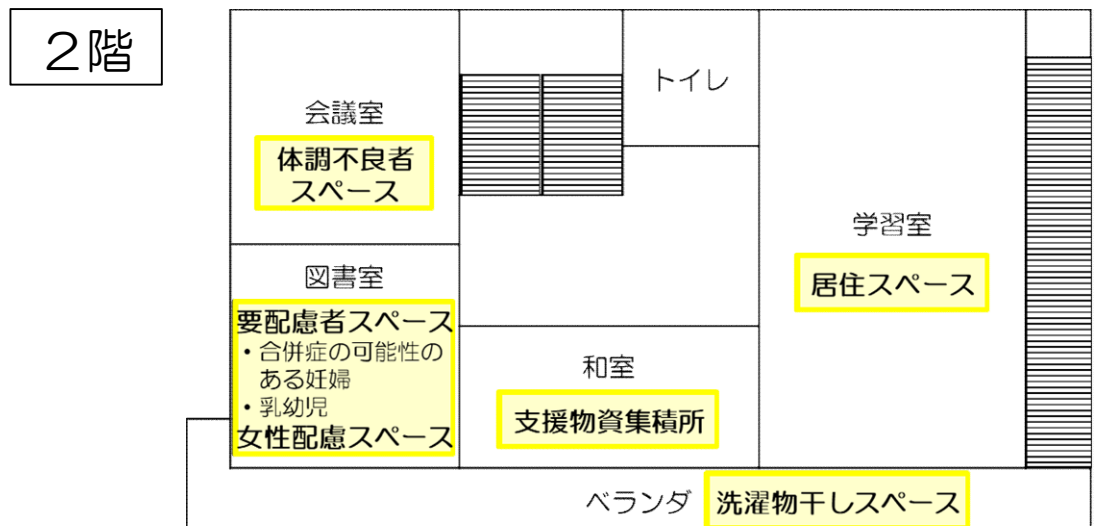 ２階
会議室
体調不良者
スペース
トイレ
学習室
居住スペース
図書室
要配慮者スペース
・合併症の可能性の
ある妊婦
・乳幼児
女性配慮スペース
和室
支援物資集積所
ベランダ
洗濯物干しスペース